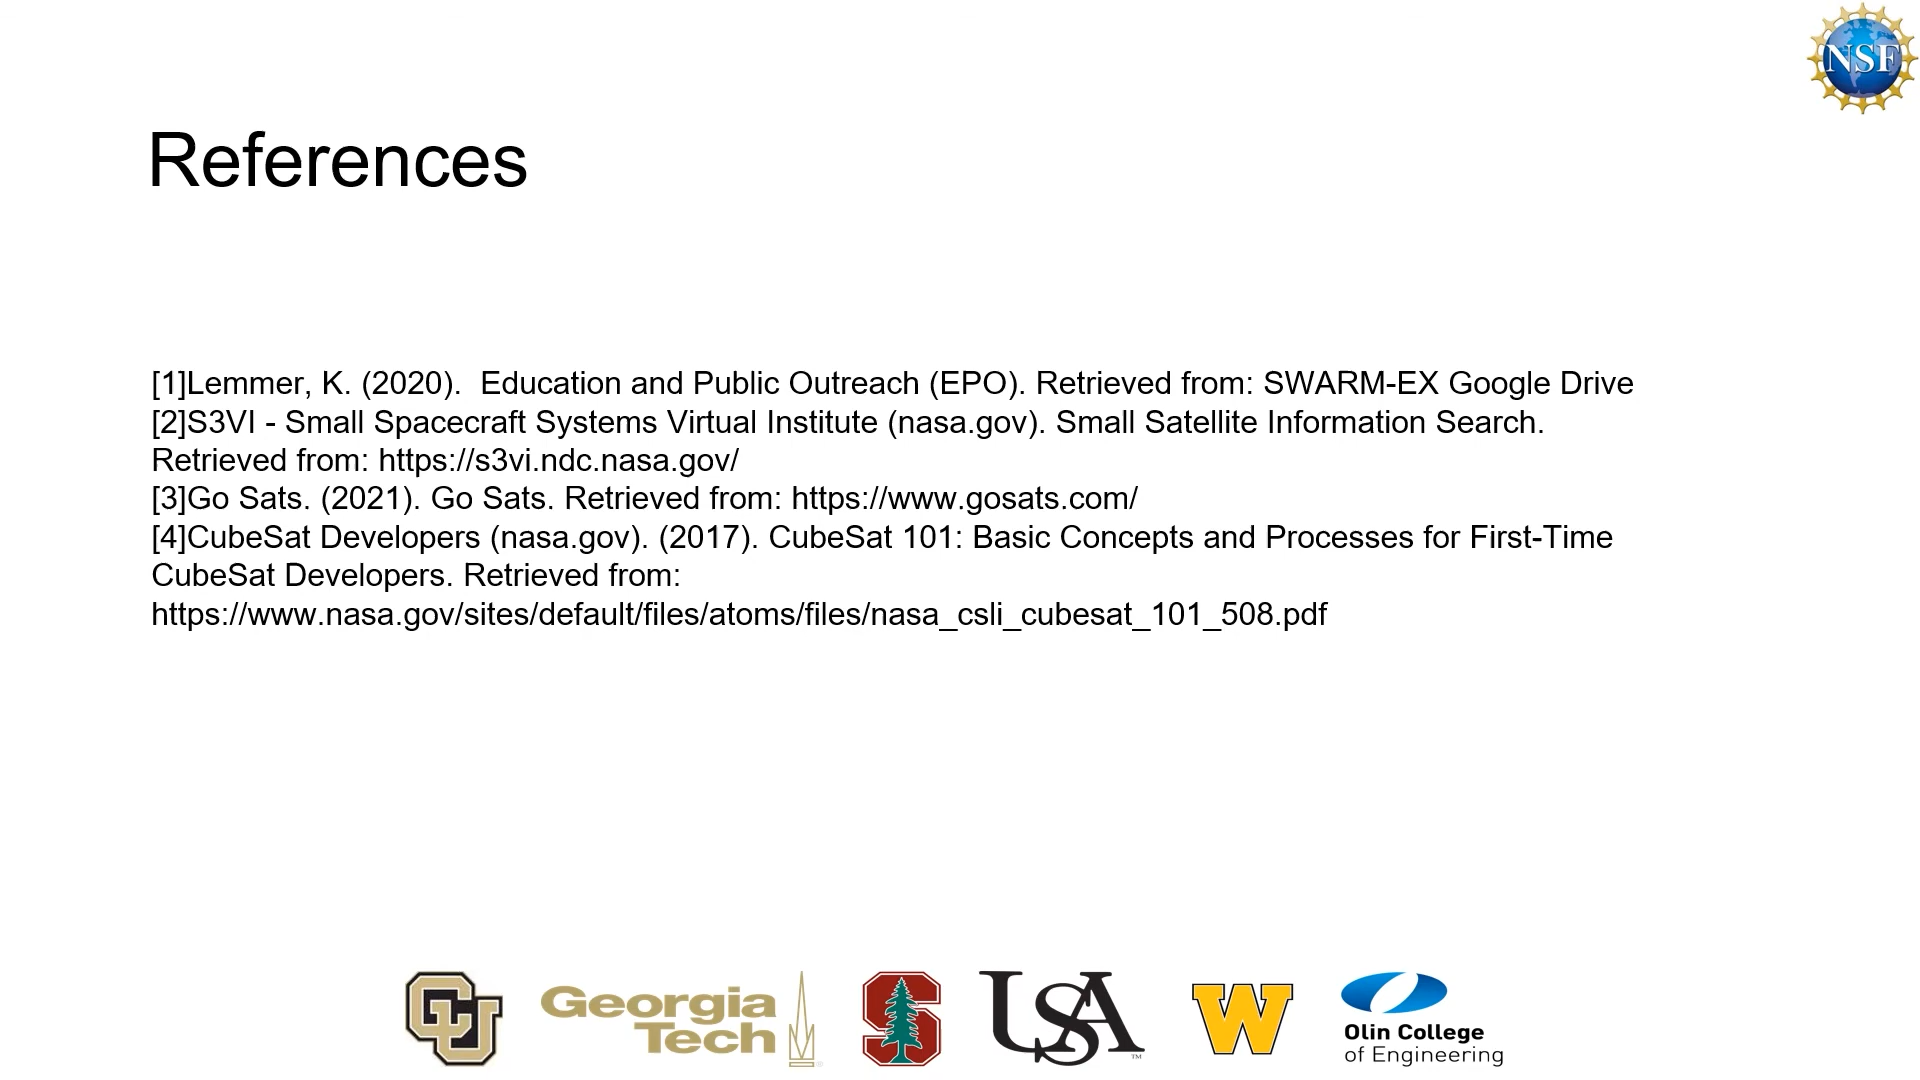 NSF
References
[1]Lemmer, K. (2020).  Education and Public Outreach (EPO). Retrieved from: SWARM-EX Google Drive
[2]S3VI - Small Spacecraft Systems Virtual Institute (nasa.gov). Small Satellite Information Search.
Retrieved from: https://s3vi.ndc.nasa.gov/
[3]Go Sats. (2021). Go Sats. Retrieved from: https://www.gosats.com/
[4]CubeSat Developers (nasa.gov). (2017). CubeSat 101: Basic Concepts and Processes for First-Time
CubeSat Developers. Retrieved from:
https://www.nasa.gov/sites/default/files/atoms/files/nasa_csli_cubesat_101_508.pdf
CU
Georgia
Tech
S
USA
TM
W
Olin College
of Engineering